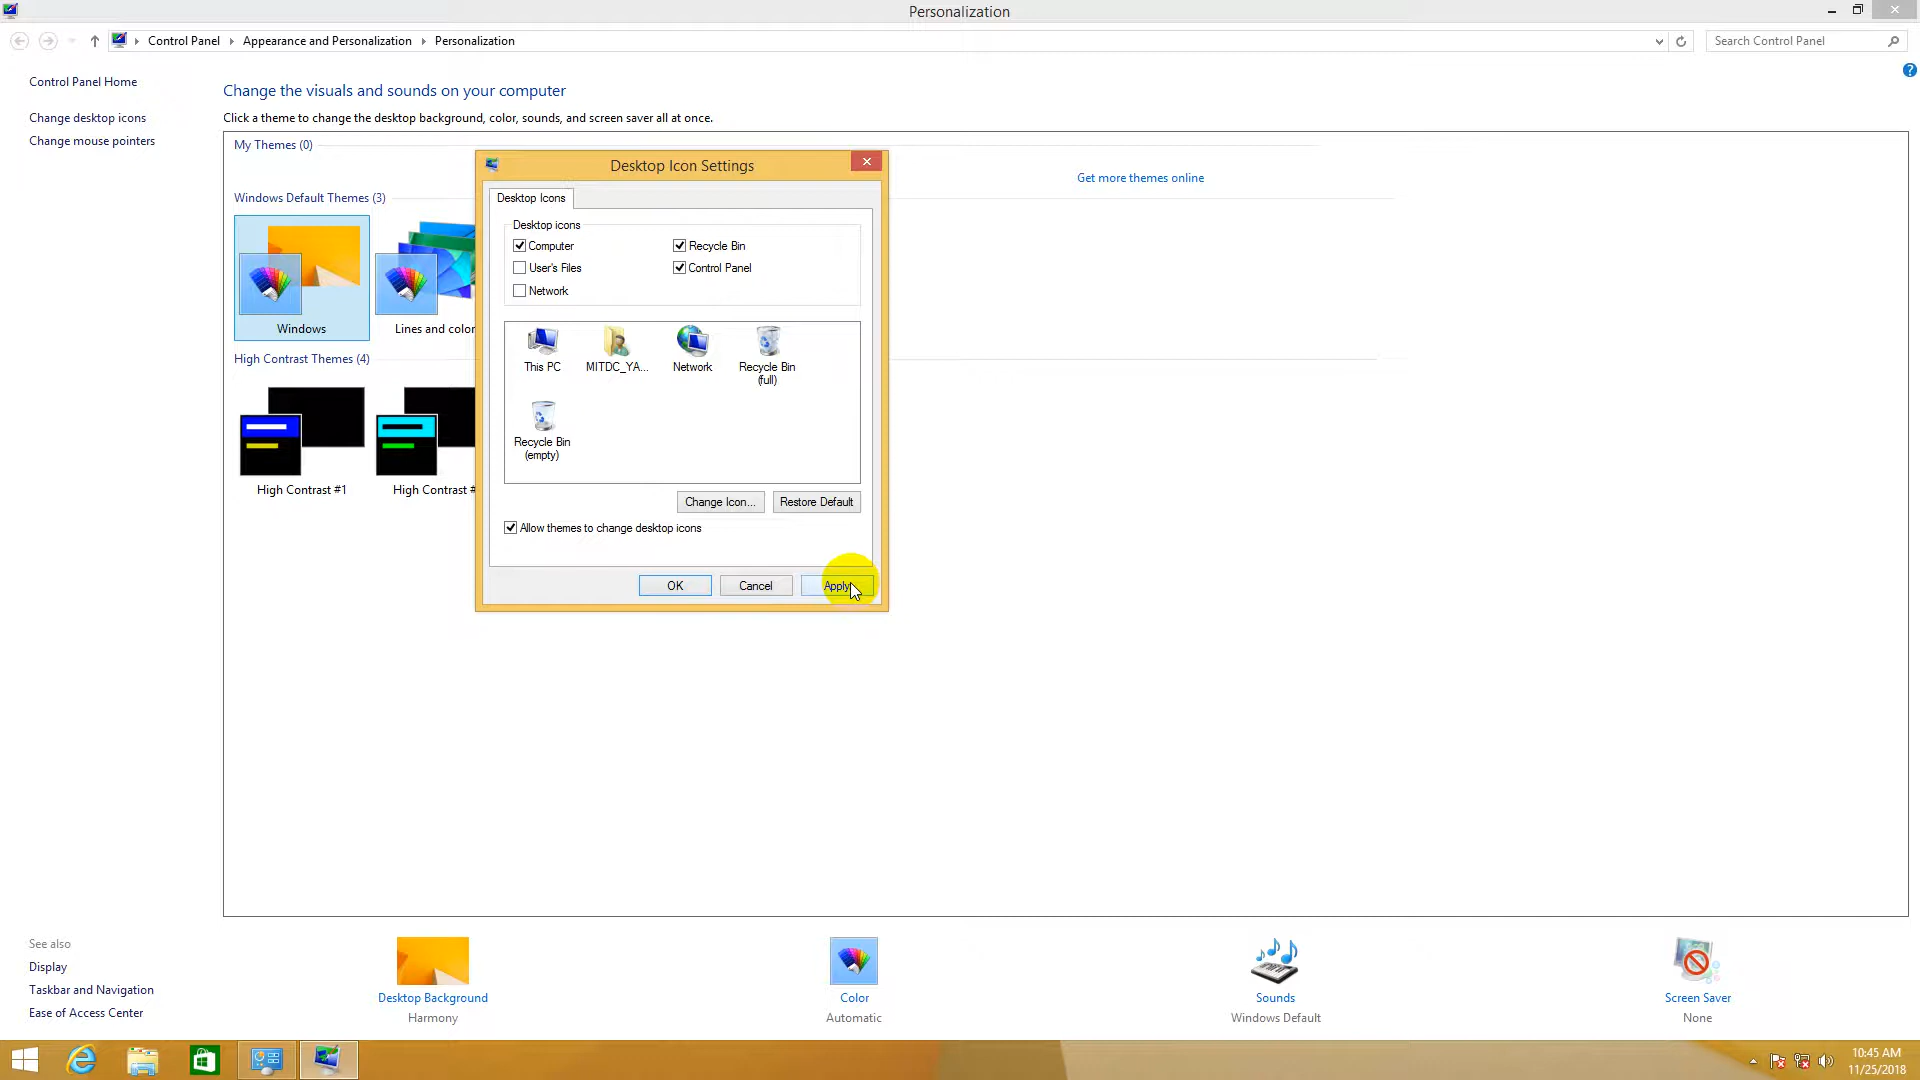 Personalization
Control Panel
Appearance and Personalization
Personalization
Search Control Panel
Control Panel Home
Change desktop icons
Change mouse pointers
Change the visuals and sounds on your computer
Click a theme to change the desktop background, color, sounds, and screen saver all at once.
My Themes (0)
Get more themes online
Windows Default Themes (3)
Windows
Lines and color
High Contrast Themes (4)
High Contrast #1
High Contrast #
Desktop Icon Settings
Desktop Icons
Desktop icons
Computer
Recycle Bin
User's Files
Control Panel
Network
This PC
MITDC_YA...
Network
Recycle Bin
(full)
Recycle Bin
(empty)
Change Icon...
Restore Default
Allow themes to change desktop icons
OK
Cancel
Apply
See also
Display
Taskbar and Navigation
Ease of Access Center
Desktop Background
Harmony
Color
Automatic
Sounds
Windows Default
Screen Saver
None
10:45 AM
11/25/2018